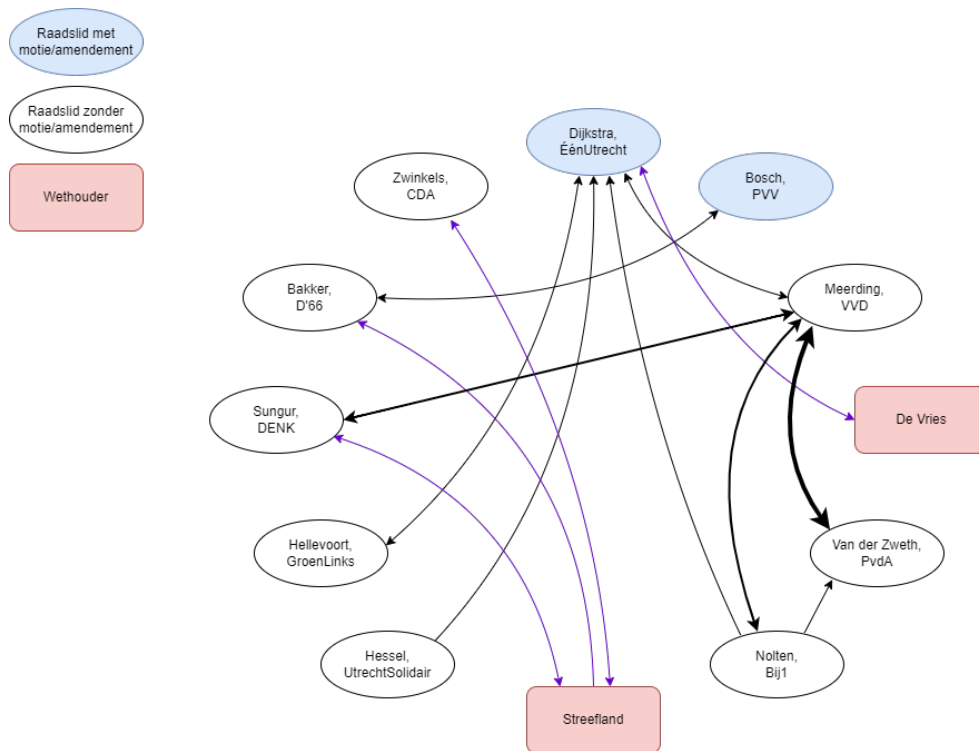 Raadslid met
motie/amendement
Raadslid zonder
motie/amendement
Wethouder
Dijkstra,
ÉénUtrecht
Zwinkels,
CDA
Bosch,
PVV
Bakker,
D'66
Meerding,
VVD
Sungur,
DENK
De Vries
Hellevoort,
GroenLinks
Van der Zweth,
PvdA
Hessel,
UtrechtSolidair
Nolten,
Bij1
Streefland